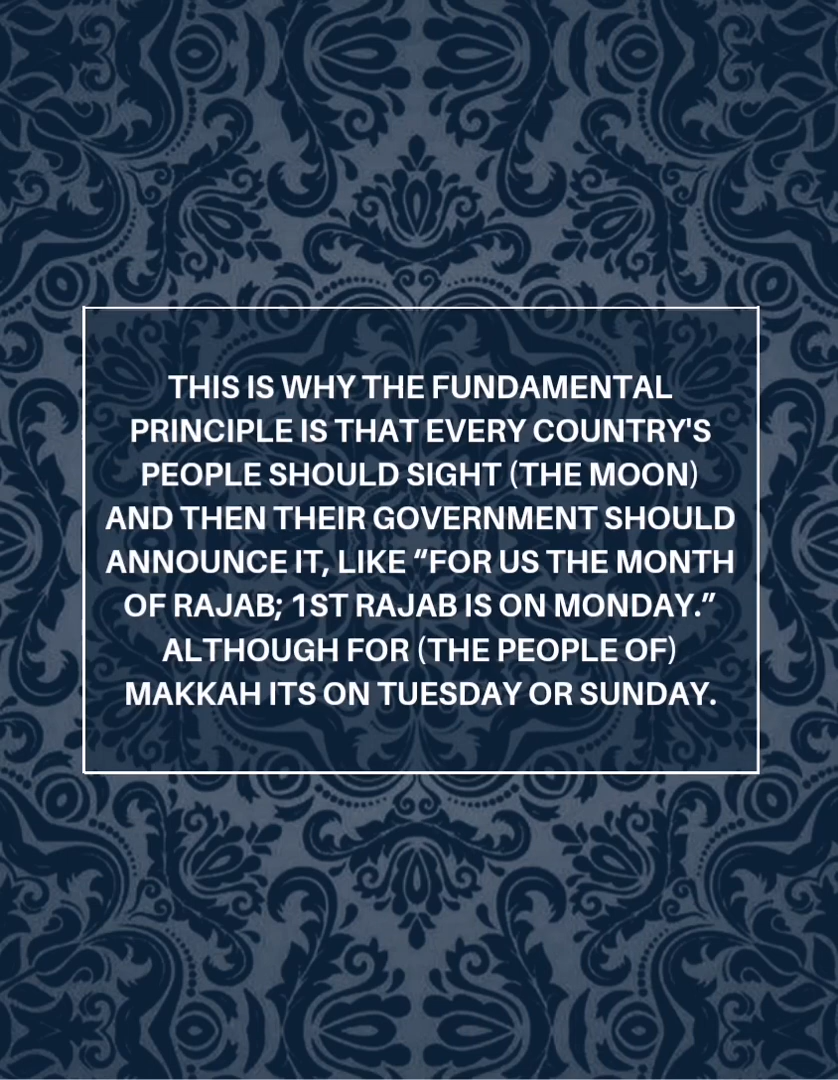 THIS IS WHY THE FUNDAMENTAL
PRINCIPLE IS THAT EVERY COUNTRY'S
PEOPLE SHOULD SIGHT (THE MOON)
AND THEN THEIR GOVERNMENT SHOULD
ANNOUNCE IT, LIKE “FOR US THE MONTH
OF RAJAB; 1ST RAJAB IS ON MONDAY.”
ALTHOUGH FOR (THE PEOPLE OF)
MAKKAH ITS ON TUESDAY OR SUNDAY.